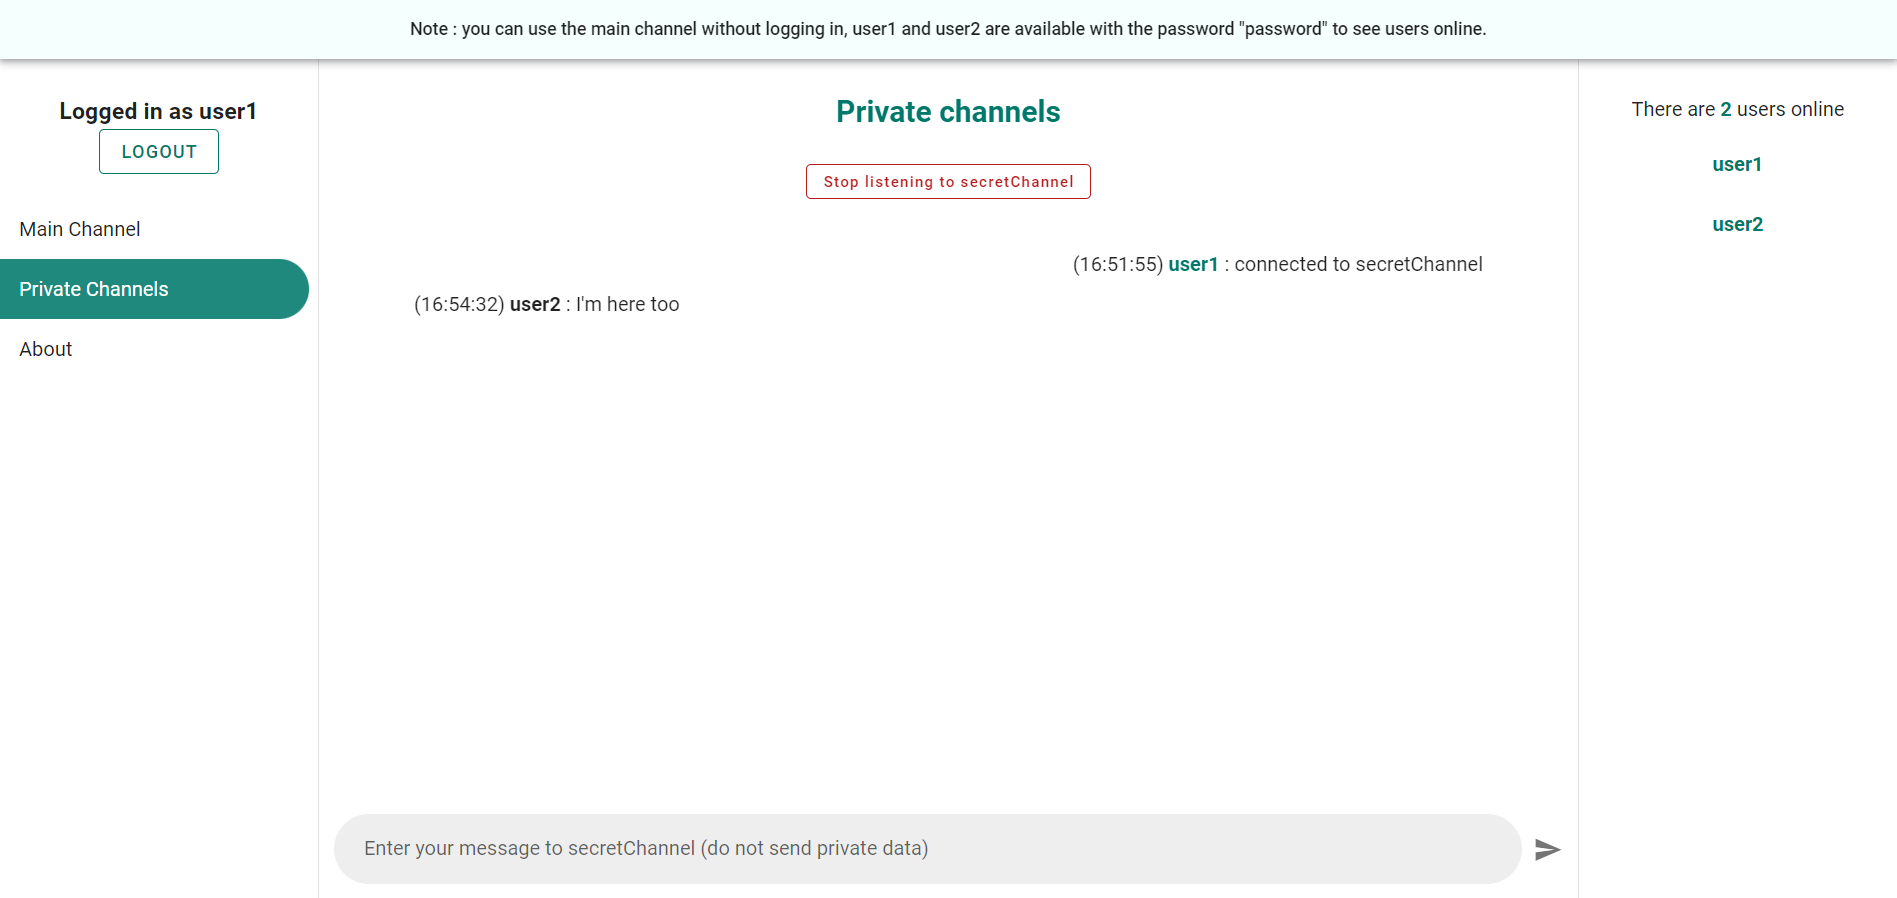 Note : you can use the main channel without logging in, user1 and user2 are available with the password "password" to see users online.
Logged in as user1
LOGOUT
Main Channel
Private Channels
About
Private channels
Stop listening to secretChannel
(16:51:55) user1 : connected to secretChannel
(16:54:32) user2 : I'm here too
Enter your message to secretChannel (do not send private data)
There are 2 users online
user1
user2